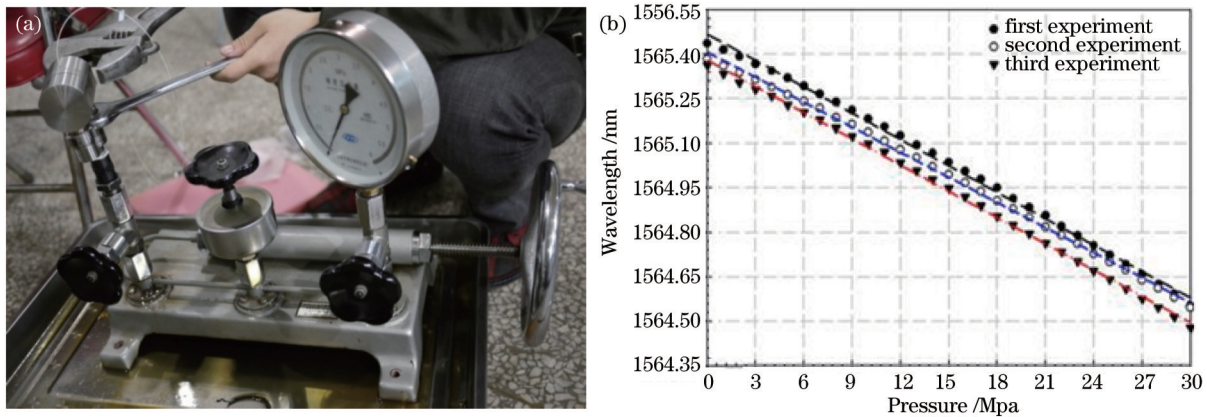 (a)
(b)
1556.55
1565.40
1565.25
1565.10
1564.95
1564.80
1564.65
1564.50
1564.35
Wavelength /nm
first experiment
second experiment
third experiment
0 3 6 9 12 15 18 21 24 27 30
Pressure /Mpa